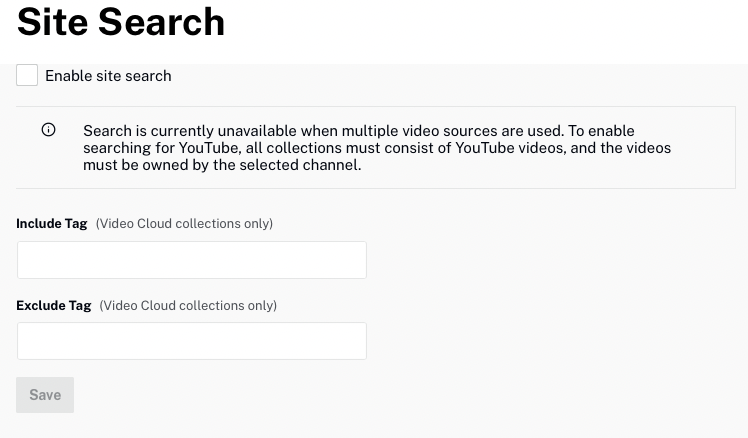 Site Search
Enable site search
Search is currently unavailable when multiple video sources are used. To enable
searching for YouTube, all collections must consist of YouTube videos, and the videos
must be owned by the selected channel.
Include Tag (Video Cloud collections only)
Exclude Tag (Video Cloud collections only)
Save